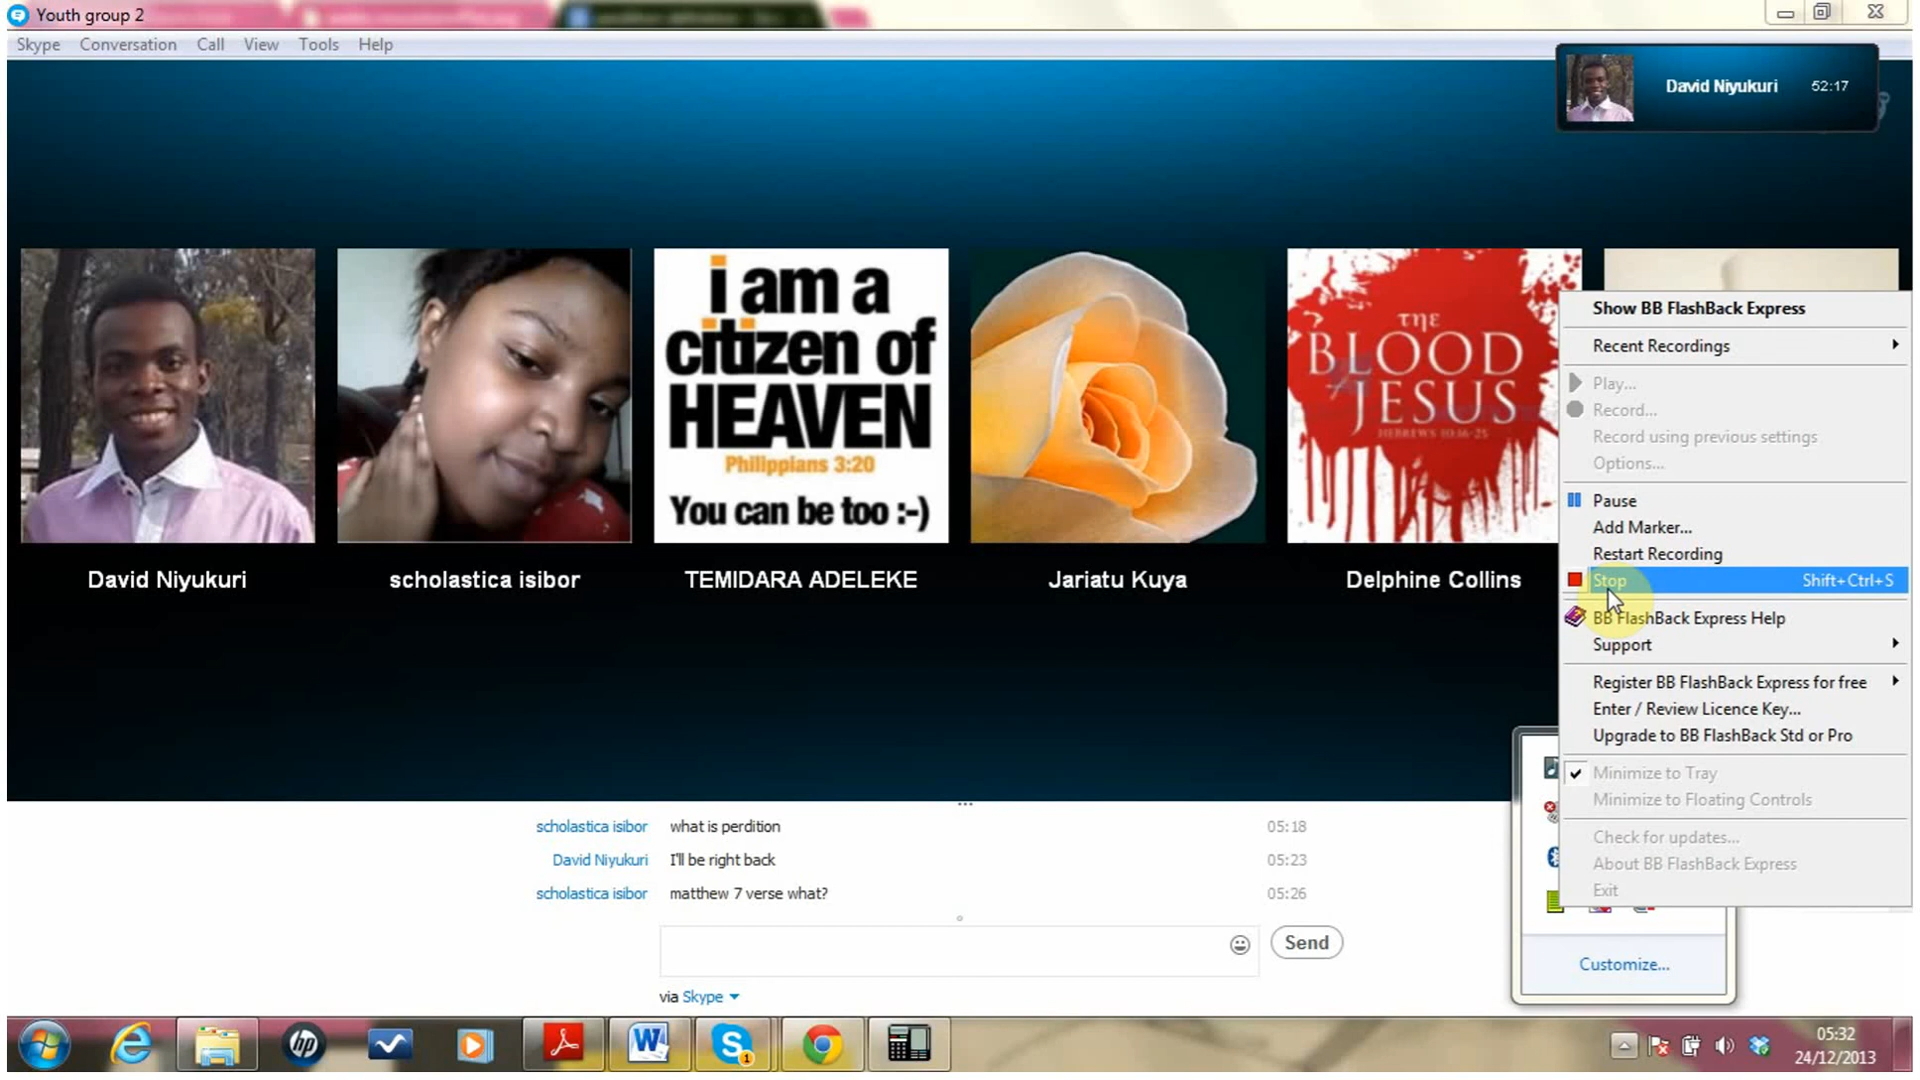 Youth group 2
Skype Conversation Call View Tools Help
David Niyukuri 52:17
i am a
citizen of
HEAVEN
Philippians 3:20
You can be too :-)
THE
BLOOD
JESUS
HEBREWS 10:16-25
David Niyukuri
scholastica isibor
TEMIDARA ADELEKE
Jariatu Kuya
Delphine Collins
Show BB FlashBack Express
Recent Recordings
Play...
Record...
Record using previous settings
Options...
Pause
Add Marker...
Restart Recording
Stop Shift+Ctrl+S
BB FlashBack Express Help
Support
Register BB FlashBack Express for free
Enter / Review Licence Key...
Upgrade to BB FlashBack Std or Pro
Minimize to Tray
Minimize to Floating Controls
Check for updates...
About BB FlashBack Express
Exit
Customize...
scholastica isibor what is perdition 05:18
David Niyukuri I'll be right back 05:23
scholastica isibor matthew 7 verse what? 05:26
Send
via Skype
hp
W
S
1
05:32
24/12/2013